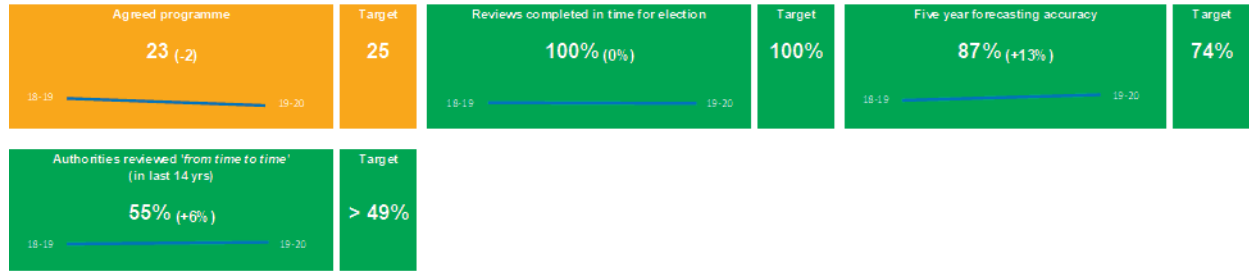 Agreed programme
Target
23 (-2)
25
18-19
19-20
Reviews completed in time for election
Target
100% (0%)
100%
18-19
19-20
Five year forecasting accuracy
Target
87% (+13%)
74%
18-19
19-20
Authorities reviewed 'from time to time'
(in last 14 yrs)
Target
55% (+6%)
> 49%
18-19
19-20